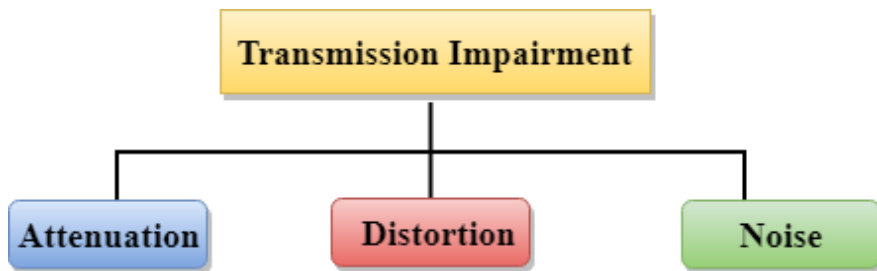 Transmission Impairment
Attenuation
Distortion
Noise